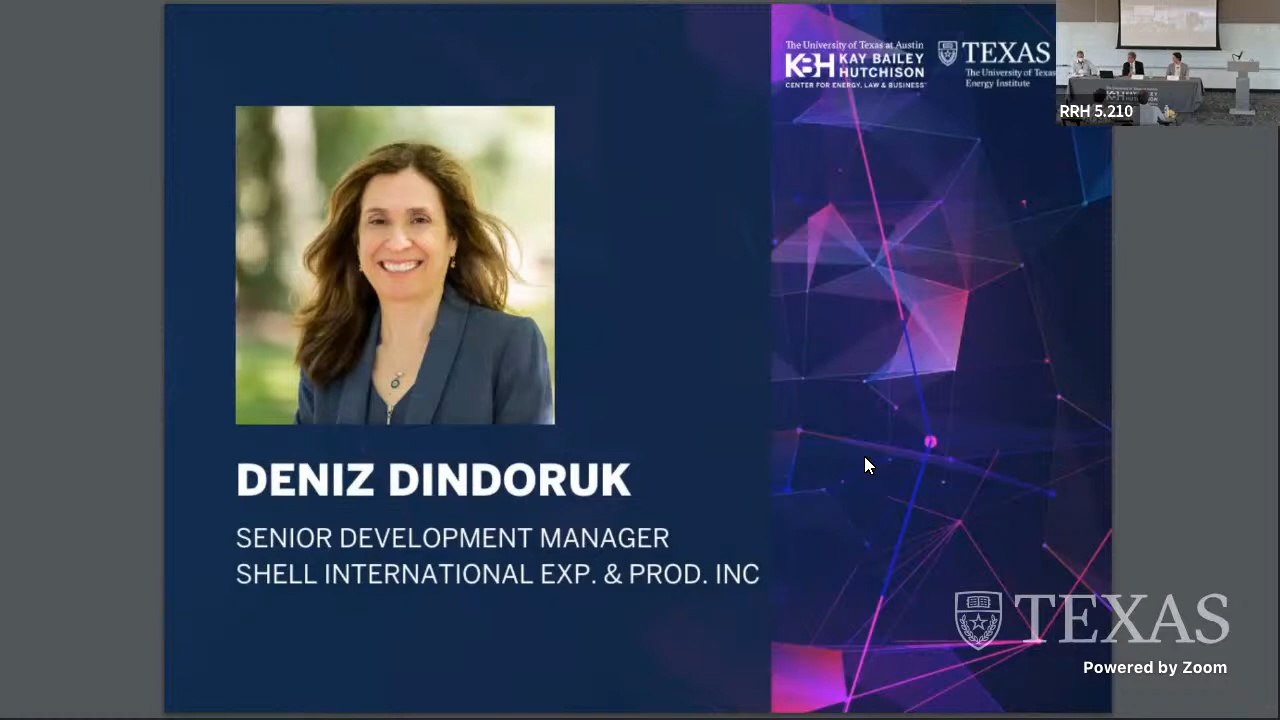 The University of Texas at Austin
KBH KAY BAILEY
HUTCHISON
CENTER FOR ENERGY, LAW & BUSINESS
TEXAS
The University of Texas
Energy Institute
RRH 5.210
DENIZ DINDORUK
SENIOR DEVELOPMENT MANAGER
SHELL INTERNATIONAL EXP. & PROD. INC
TEXAS
Powered by Zoom